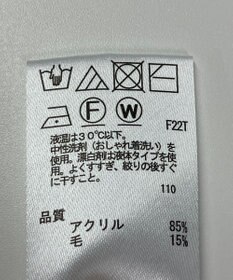 F W
F22T
液温は30℃以下。
中性洗剤(おしゃれ着洗い)を
使用。漂白剤は液体タイプを使
用。よくすすぎ、絞りの後すぐ
に干すこと。
110
品質
アクリル 85%
毛 15%